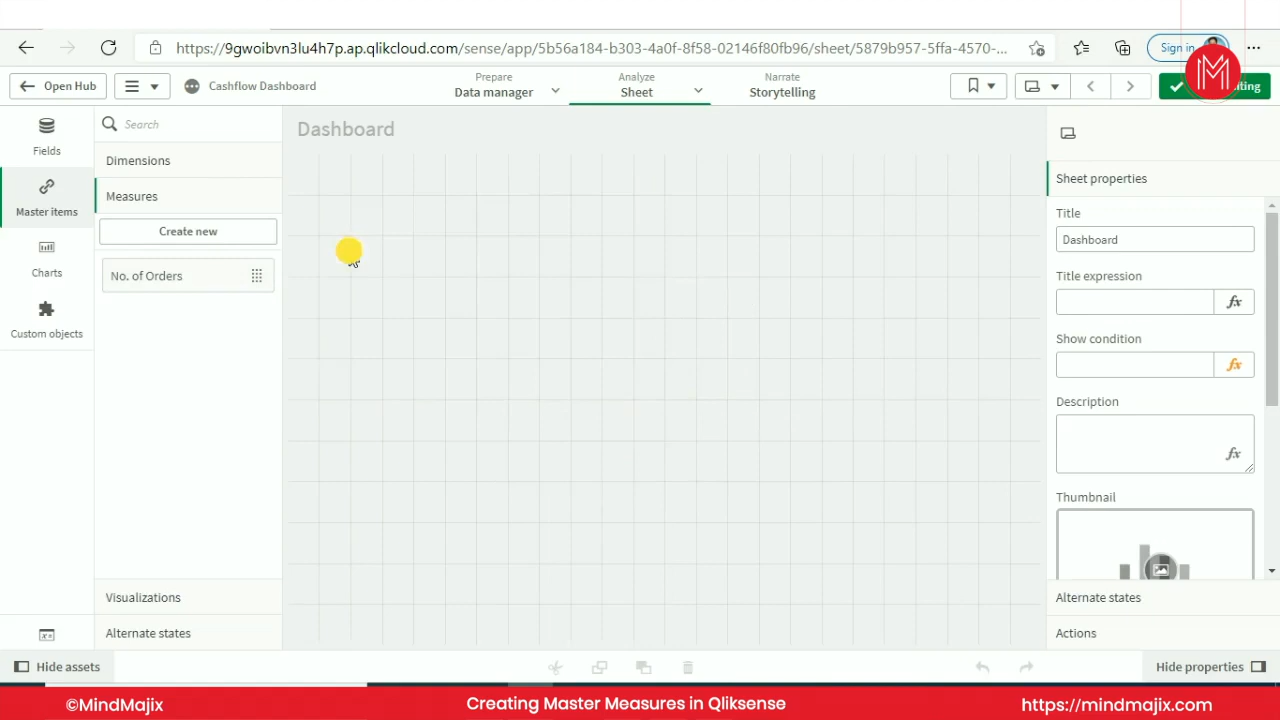 https://9gwoibvn3lu4h7p.ap.qlikcloud.com/sense/app/5b56a184-b303-4a0f-8f58-02146f80fb96/sheet/5879b957-5ffa-4570-...
Sign in
Open Hub
Cashflow Dashboard
Prepare
Data manager
Analyze
Sheet
Narrate
Storytelling
Fields
Master items
Charts
Custom objects
Search
Dimensions
Measures
Create new
No. of Orders
Visualizations
Alternate states
Dashboard
Sheet properties
Title
Dashboard
Title expression
fx
Show condition
fx
Description
fx
Thumbnail
Alternate states
Actions
Hide assets
Hide properties
©MindMajix
Creating Master Measures in Qliksense
https://mindmajix.com